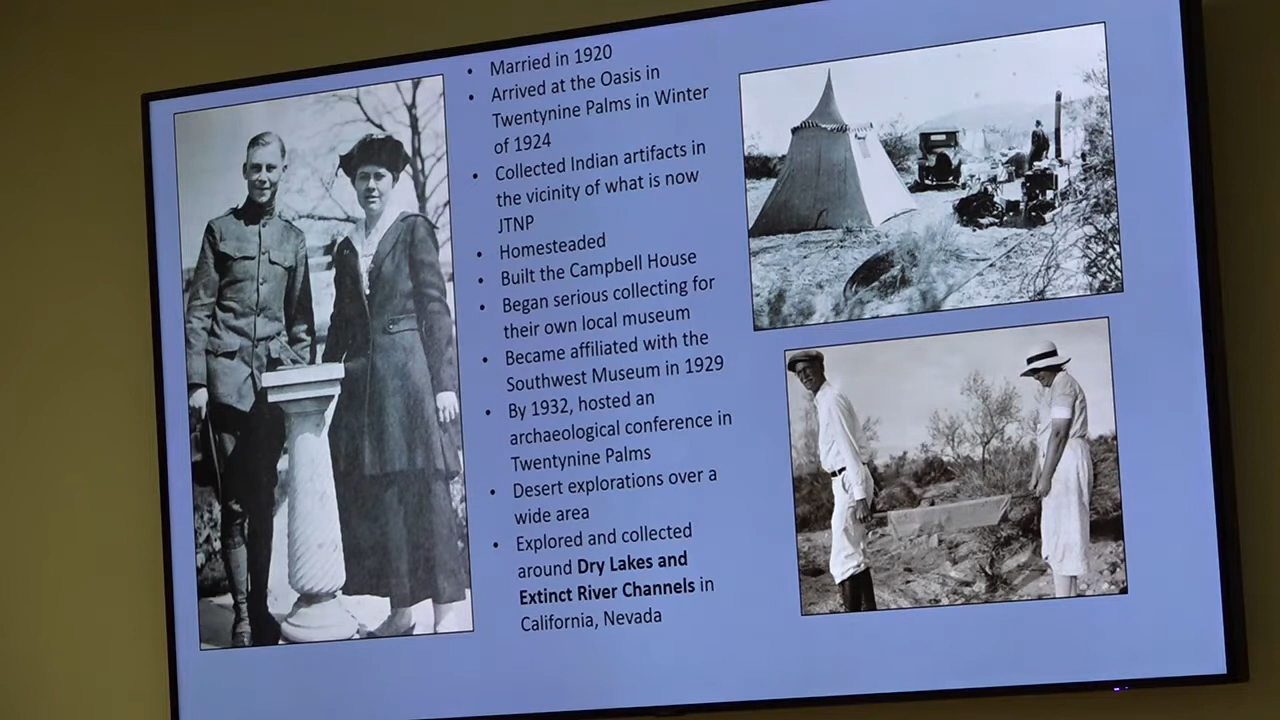 • Married in 1920
• Arrived at the Oasis in
Twentynine Palms in Winter
of 1924
• Collected Indian artifacts in
the vicinity of what is now
JTNP
• Homesteaded
• Built the Campbell House
• Began serious collecting for
their own local museum
• Became affiliated with the
Southwest Museum in 1929
• By 1932, hosted an
archaeological conference in
Twentynine Palms
• Desert explorations over a
wide area
• Explored and collected
around Dry Lakes and
Extinct River Channels in
California, Nevada